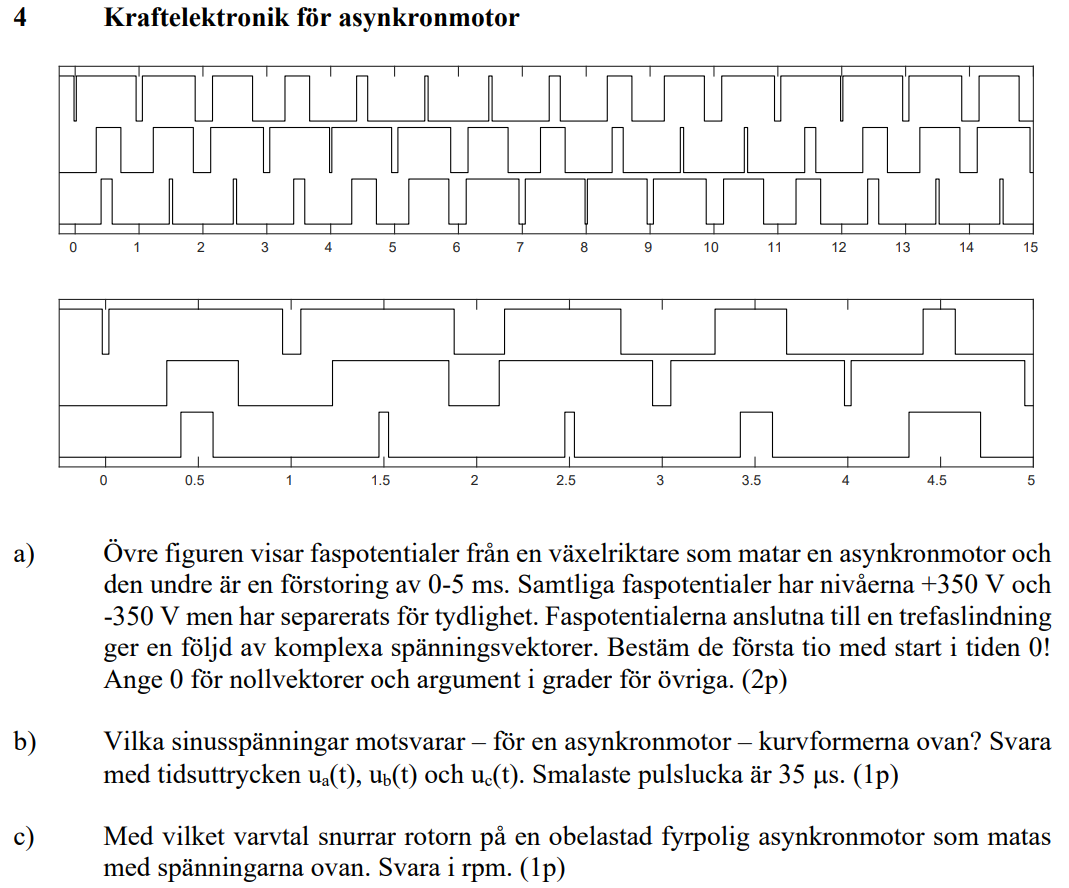 4 Kraftelektronik för asynkronmotor
0 1 2 3 4 5 6 7 8 9 10 11 12 13 14 15
0 0.5 1 1.5 2 2.5 3 3.5 4 4.5 5
a) Övre figuren visar faspotentialer från en växelriktare som matar en asynkronmotor och
den undre är en förstoring av 0-5 ms. Samtliga faspotentialer har nivåerna +350 V och
-350 V men har separerats för tydlighet. Faspotentialerna anslutna till en trefaslindning
ger en följd av komplexa spänningsvektorer. Bestäm de första tio med start i tiden 0!
Ange 0 för nollvektorer och argument i grader för övriga. (2p)
b) Vilka sinusspänningar motsvarar – för en asynkronmotor – kurvformerna ovan? Svara
med tidsuttrycken uₐ(t), u_b(t) och u_c(t). Smalaste pulslucka är 35 μs. (1p)
c) Med vilket varvtal snurrar rotorn på en obelastad fyrpolig asynkronmotor som matas
med spänningarna ovan. Svara i rpm. (1p)